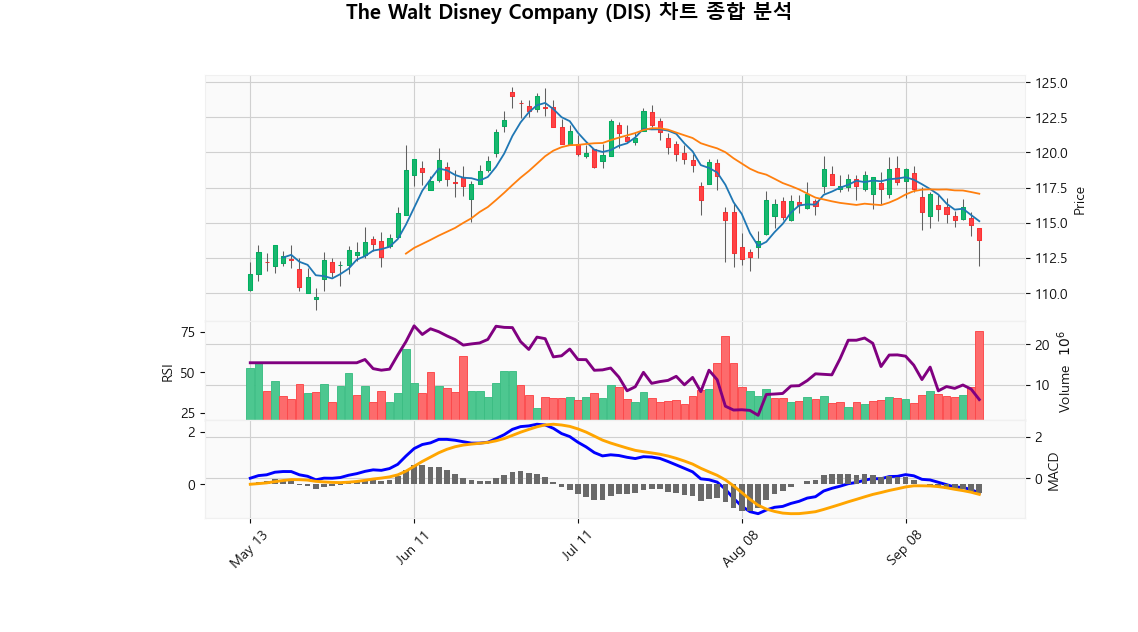 The Walt Disney Company (DIS) 차트 종합 분석
125.0
122.5
120.0
117.5
115.0
112.5
110.0
Price
75
50
25
RSI
20
10
Volume 10^6
2
0
2
0
MACD
May 13
Jun 11
Jul 11
Aug 08
Sep 08